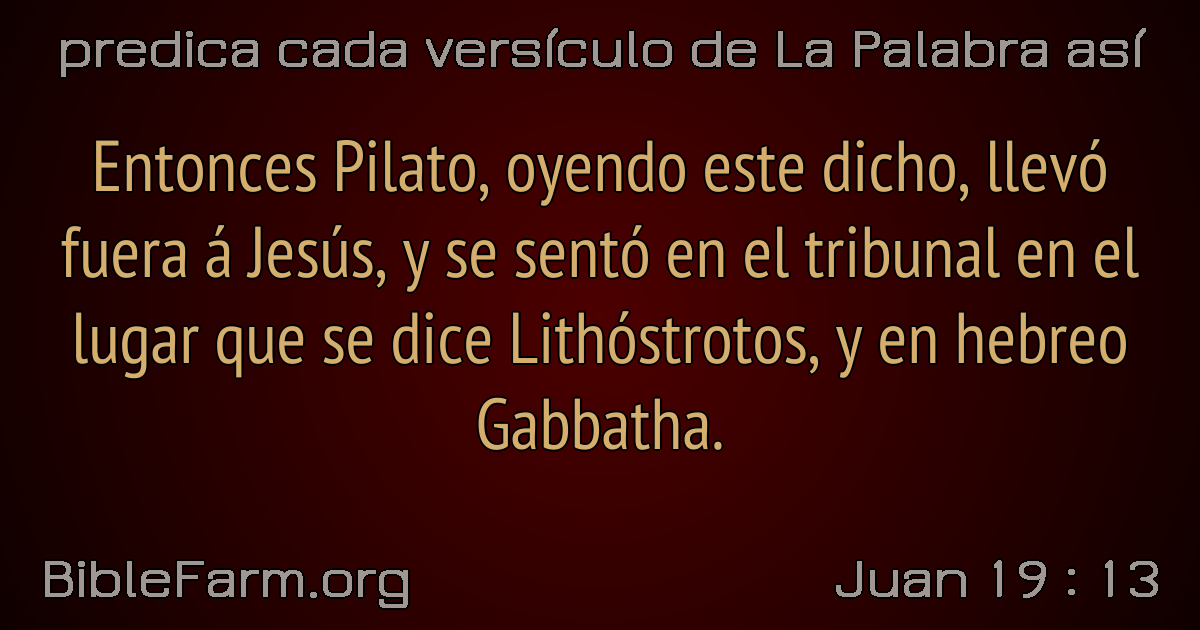 predica cada versículo de La Palabra así
Entonces Pilato, oyendo este dicho, llevó
fuera á Jesús, y se sentó en el tribunal en el
lugar que se dice Lithóstrotos, y en hebreo
Gabbatha.
BibleFarm.org
Juan 19 : 13